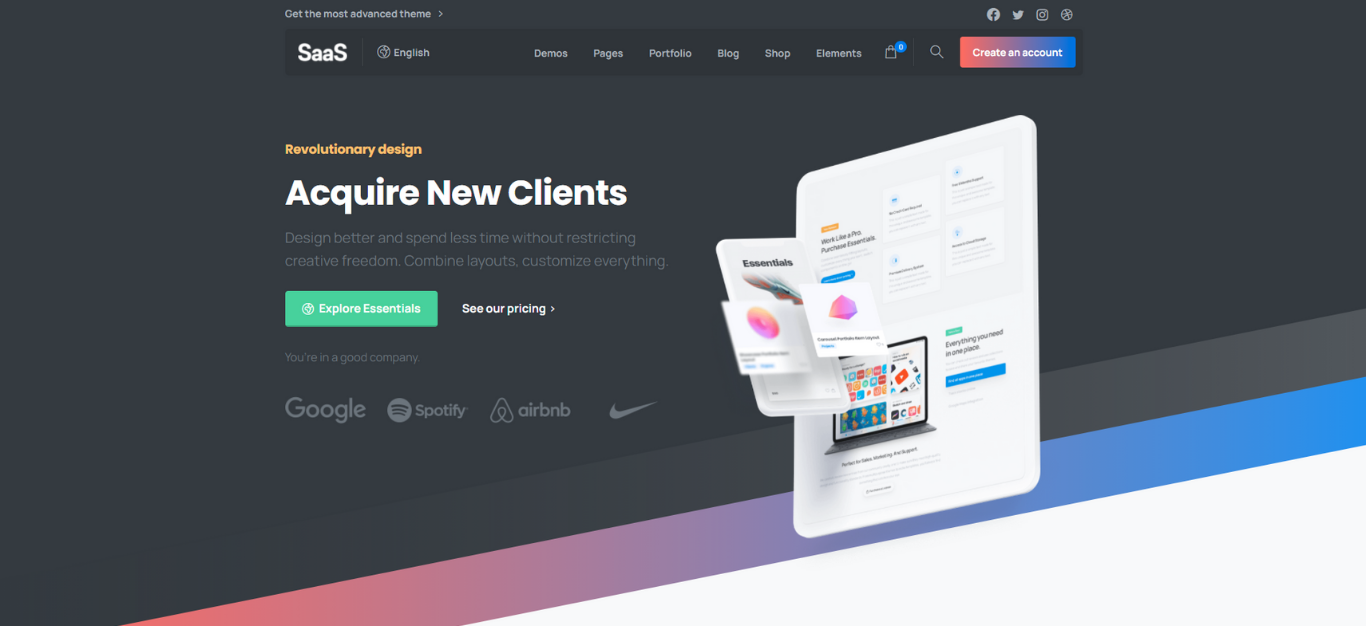 Get the most advanced theme
SaaS
English
Demos
Pages
Portfolio
Blog
Shop
Elements
0
Create an account
Revolutionary design
Acquire New Clients
Design better and spend less time without restricting
creative freedom. Combine layouts, customize everything.
Explore Essentials
See our pricing
You're in a good company.
Google
Spotify
airbnb
Essentials
Work Like a Pro.
Purchase Essentials.
Everything you need
in one place.
Perfect for Sales, Marketing, and Support.